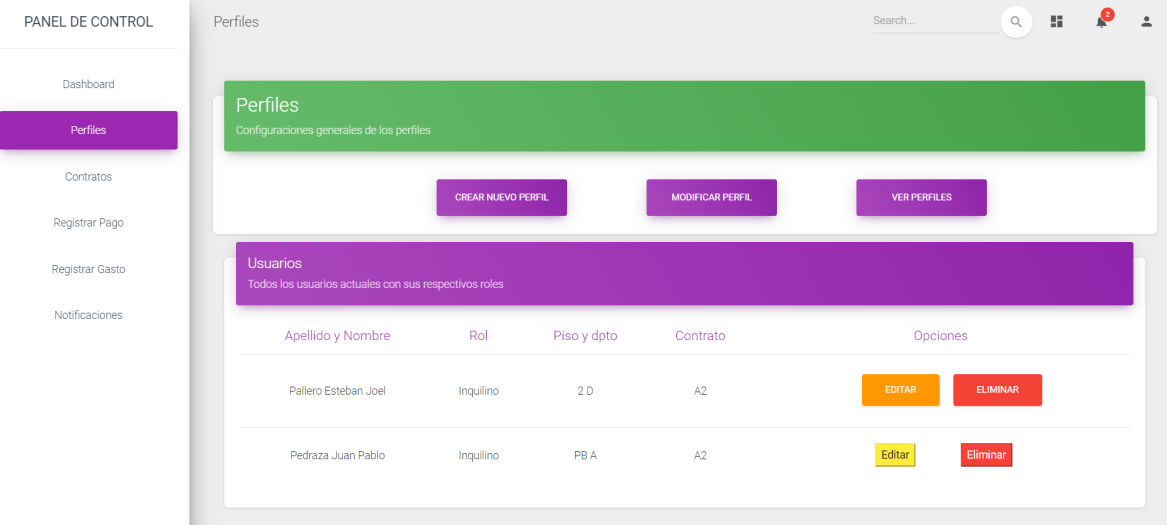 PANEL DE CONTROL
Perfiles
Search...
2
Dashboard
Perfiles
Contratos
Registrar Pago
Registrar Gasto
Notificaciones
Perfiles
Configuraciones generales de los perfiles
CREAR NUEVO PERFIL
MODIFICAR PERFIL
VER PERFILES
Usuarios
Todos los usuarios actuales con sus respectivos roles
Apellido y Nombre Rol Piso y dpto Contrato Opciones
Pallero Esteban Joel Inquilino 2 D A2 EDITAR ELIMINAR
Pedraza Juan Pablo Inquilino PB A A2 Editar Eliminar